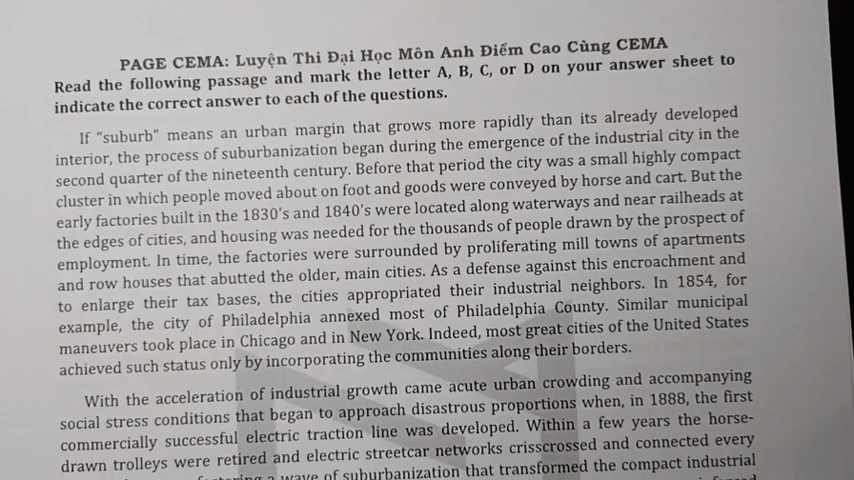 PAGE CEMA: Luyện Thi Đại Học Môn Anh Điểm Cao Cùng CEMA
Read the following passage and mark the letter A, B, C, or D on your answer sheet to
indicate the correct answer to each of the questions.
If “suburb” means an urban margin that grows more rapidly than its already developed
interior, the process of suburbanization began during the emergence of the industrial city in the
second quarter of the nineteenth century. Before that period the city was a small highly compact
cluster in which people moved about on foot and goods were conveyed by horse and cart. But the
early factories built in the 1830's and 1840's were located along waterways and near railheads at
the edges of cities, and housing was needed for the thousands of people drawn by the prospect of
employment. In time, the factories were surrounded by proliferating mill towns of apartments
and row houses that abutted the older, main cities. As a defense against this encroachment and
to enlarge their tax bases, the cities appropriated their industrial neighbors. In 1854, for
example, the city of Philadelphia annexed most of Philadelphia County. Similar municipal
maneuvers took place in Chicago and in New York. Indeed, most great cities of the United States
achieved such status only by incorporating the communities along their borders.
With the acceleration of industrial growth came acute urban crowding and accompanying
social stress conditions that began to approach disastrous proportions when, in 1888, the first
commercially successful electric traction line was developed. Within a few years the horse-
drawn trolleys were retired and electric streetcar networks crisscrossed and connected every
a wave of suburbanization that transformed the compact industrial